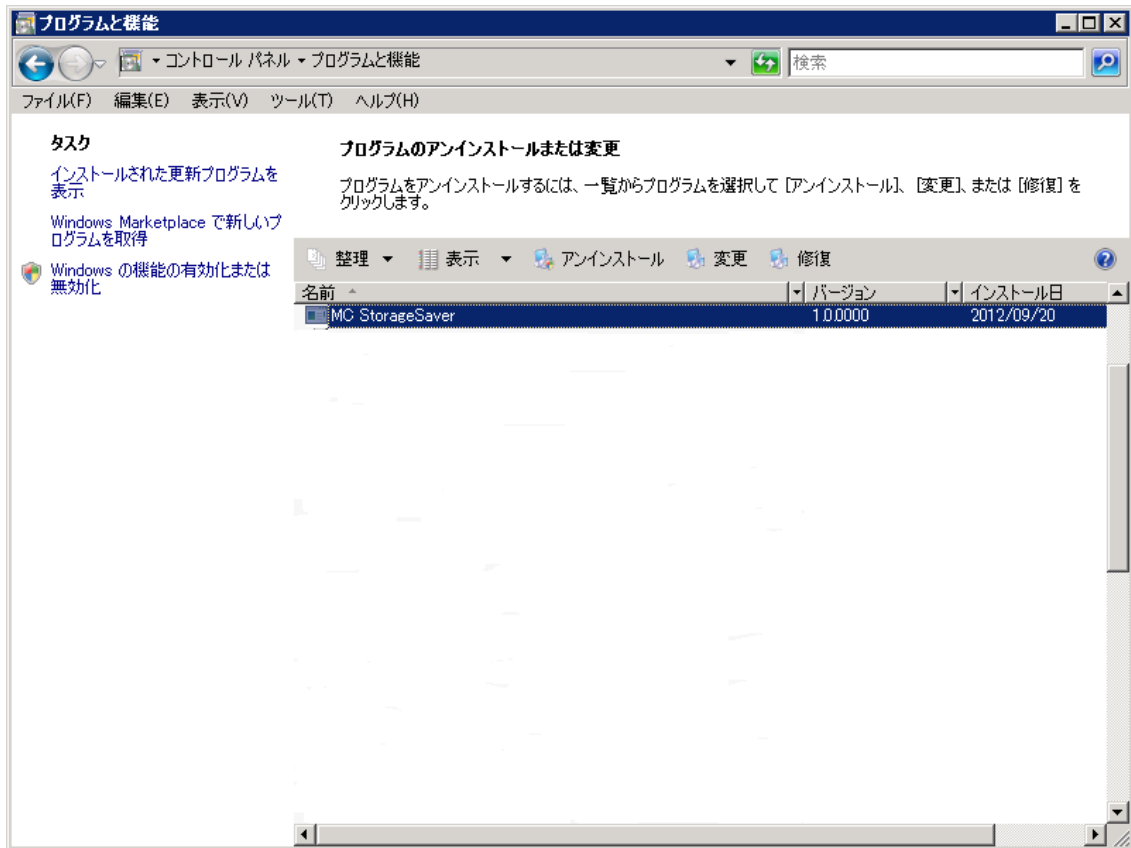 プログラムと機能
コントロール パネル プログラムと機能
検索
ファイル(F) 編集(E) 表示(V) ツール(T) ヘルプ(H)
タスク
インストールされた更新プログラムを
表示
Windows Marketplace で新しいプ
ログラムを取得
Windows の機能の有効化または
無効化
プログラムのアンインストールまたは変更
プログラムをアンインストールするには、一覧からプログラムを選択して [アンインストール]、[変更]、または [修復] を
クリックします。
整理 表示 アンインストール 変更 修復
名前 バージョン インストール日
MC StorageSaver 1.0.0000 2012/09/20